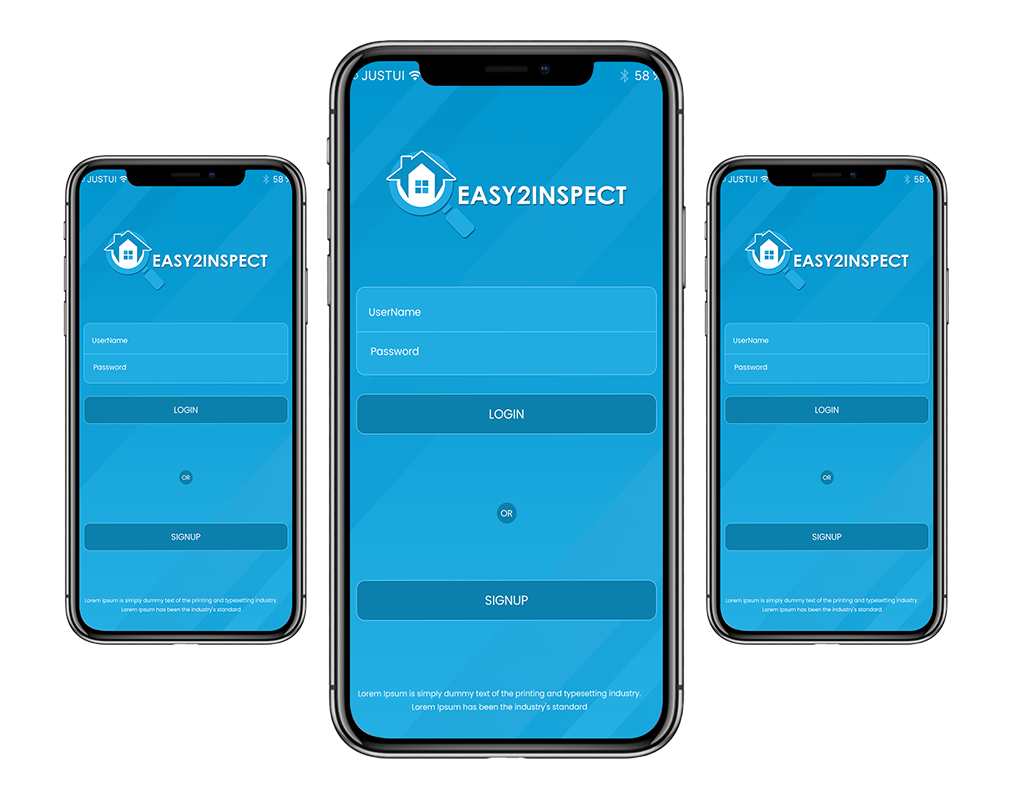 JUSTUI 58
EASY2INSPECT
UserName
Password
LOGIN
OR
SIGNUP
Lorem Ipsum is simply dummy text of the printing and typesetting industry.
Lorem Ipsum has been the industry's standard
JUSTUI 58 %
EASY2INSPECT
UserName
Password
LOGIN
OR
SIGNUP
Lorem Ipsum is simply dummy text of the printing and typesetting industry.
Lorem Ipsum has been the industry's standard
JUSTUI 58
EASY2INSPECT
UserName
Password
LOGIN
OR
SIGNUP
Lorem Ipsum is simply dummy text of the printing and typesetting industry.
Lorem Ipsum has been the industry's standard